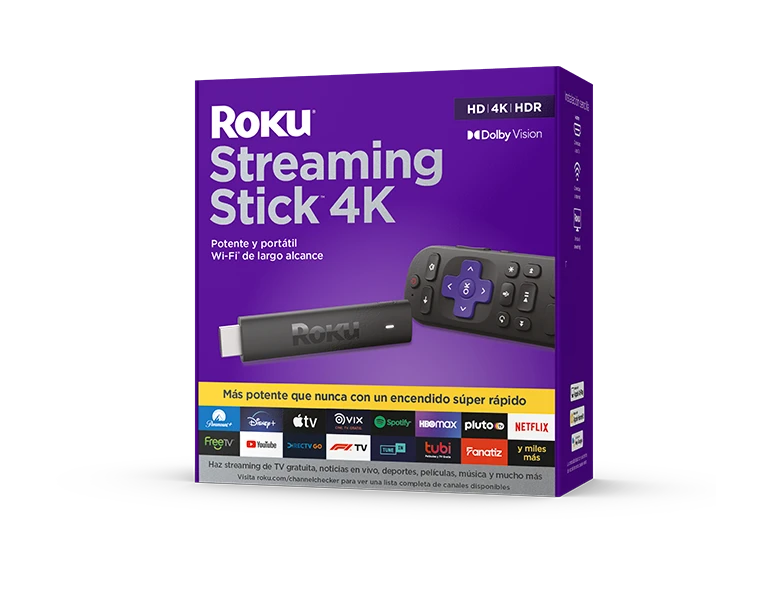 Roku
HD|4K|HDR
Dolby Vision
Streaming
Stick™ 4K
Potente y portátil
Wi-Fi® de largo alcance
OK
Roku
Más potente que nunca con un encendido súper rápido
Paramount+ Disney+ tv ViX Spotify HBOmax pluto tv NETFLIX
FreeTV YouTube DIRECTV GO F1 TV TUNE IN tubi Fanatiz y miles
más
Haz streaming de TV gratuita, noticias en vivo, deportes, películas, música y mucho más
Visita roku.com/channelchecker para ver una lista completa de canales disponibles